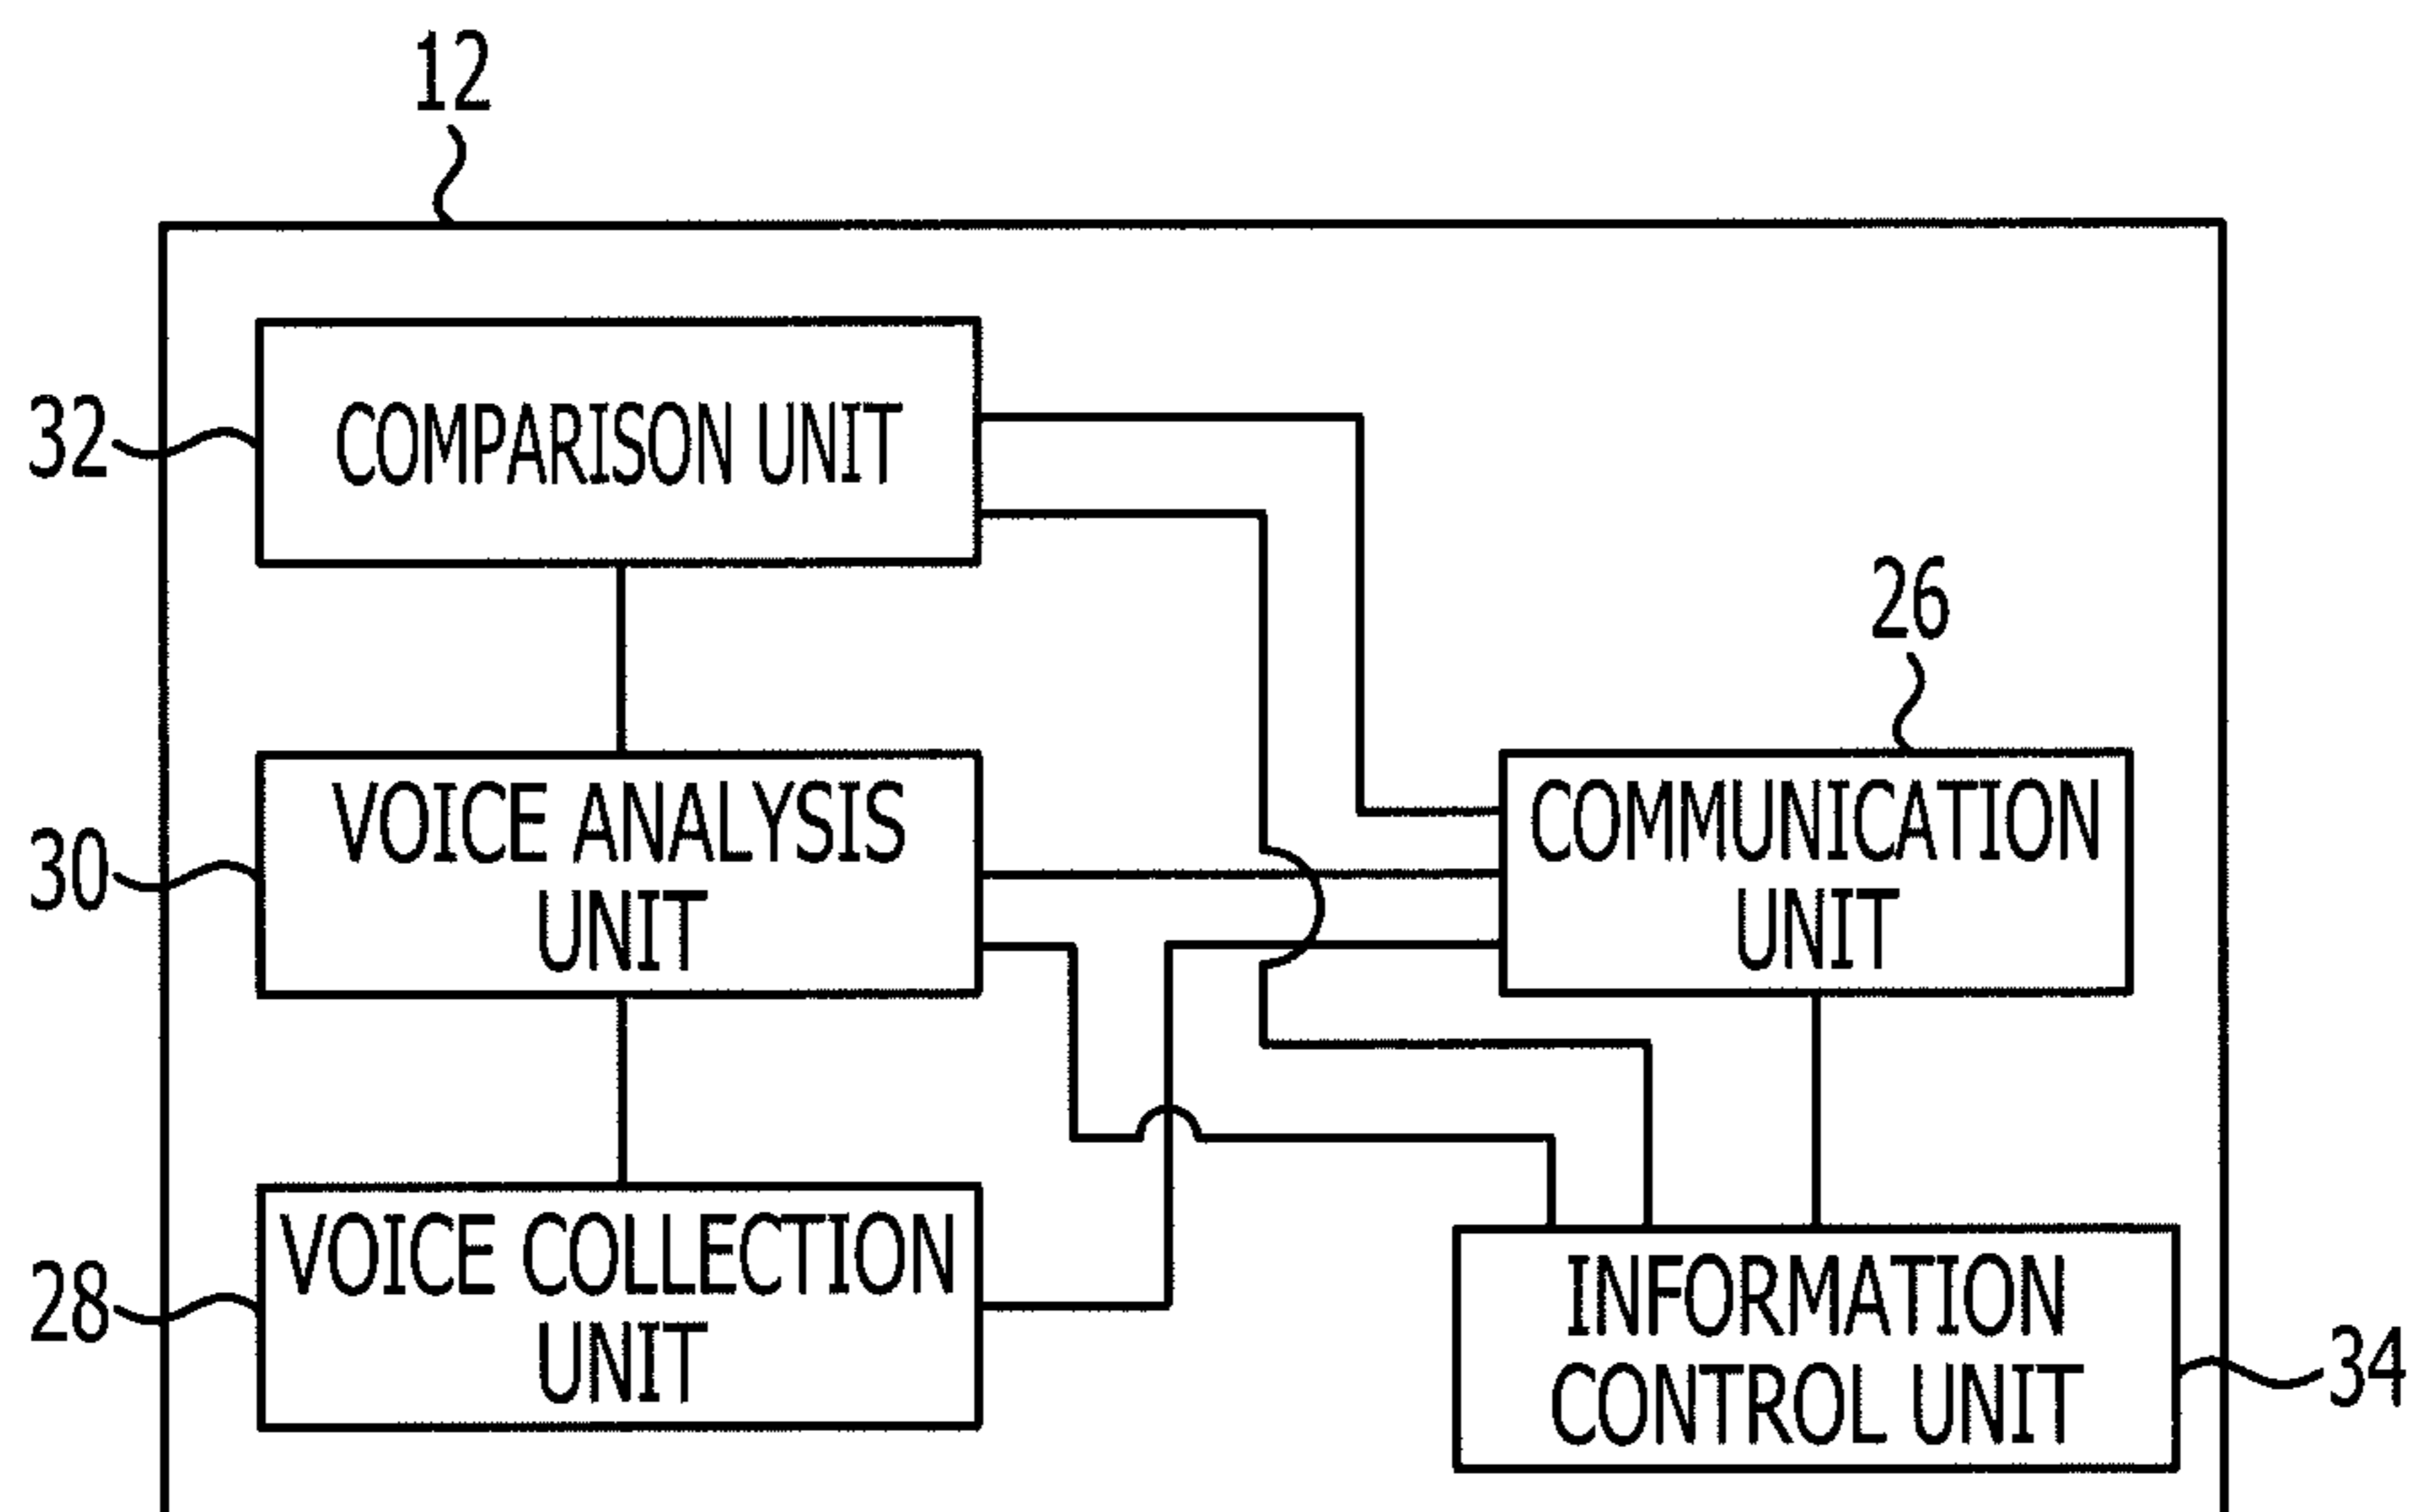 12
32
COMPARISON UNIT
26
30
VOICE ANALYSIS
UNIT
COMMUNICATION
UNIT
28
VOICE COLLECTION
UNIT
INFORMATION
CONTROL UNIT
34